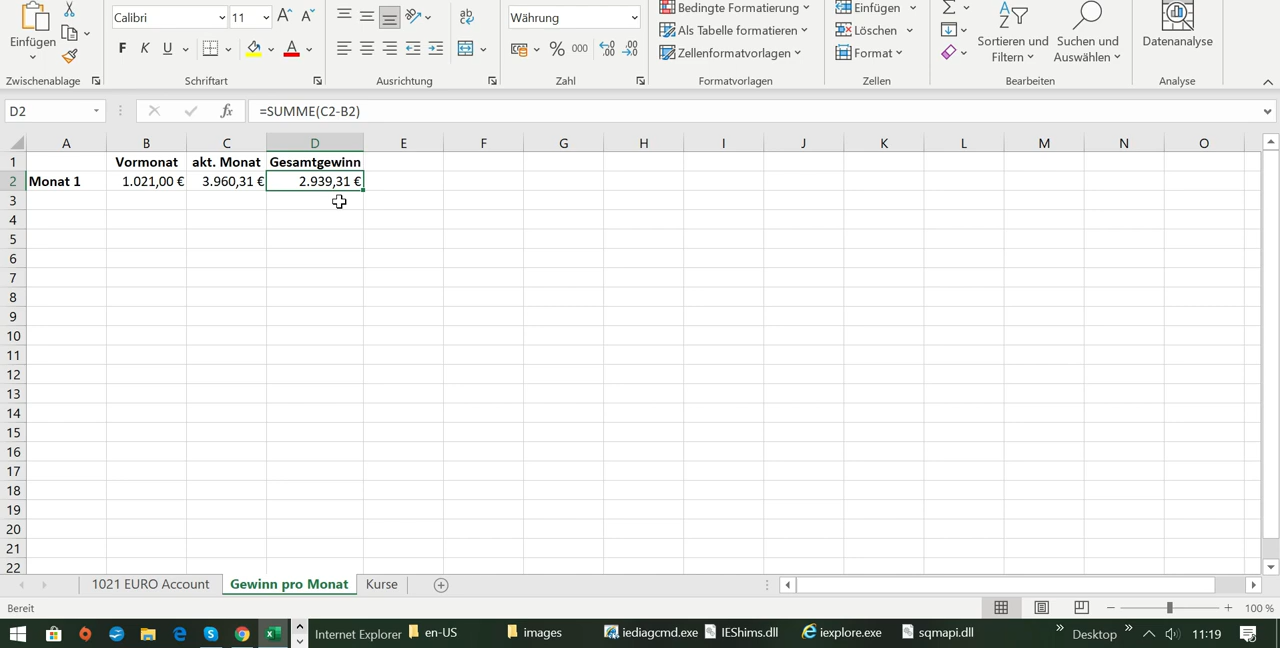 Bedingte Formatierung
Einfügen
Calibri
11
Währung
Als Tabelle formatieren
Löschen
Einfügen
F K U
A
% 000
Zellenformatvorlagen
Format
Sortieren und Filtern
Suchen und Auswählen
Datenanalyse
Zwischenablage
Schriftart
Ausrichtung
Zahl
Formatvorlagen
Zellen
Bearbeiten
Analyse
D2
fx
=SUMME(C2-B2)
A B C D E F G H I J K L M N O
1 Vormonat akt. Monat Gesamtgewinn
2 Monat 1 1.021,00 € 3.960,31 € 2.939,31 €
3
4
5
6
7
8
9
10
11
12
13
14
15
16
17
18
19
20
21
22
1021 EURO Account
Gewinn pro Monat
Kurse
Bereit
100 %
Internet Explorer
en-US
images
iediagcmd.exe
IEShims.dll
iexplore.exe
sqmapi.dll
Desktop
11:19